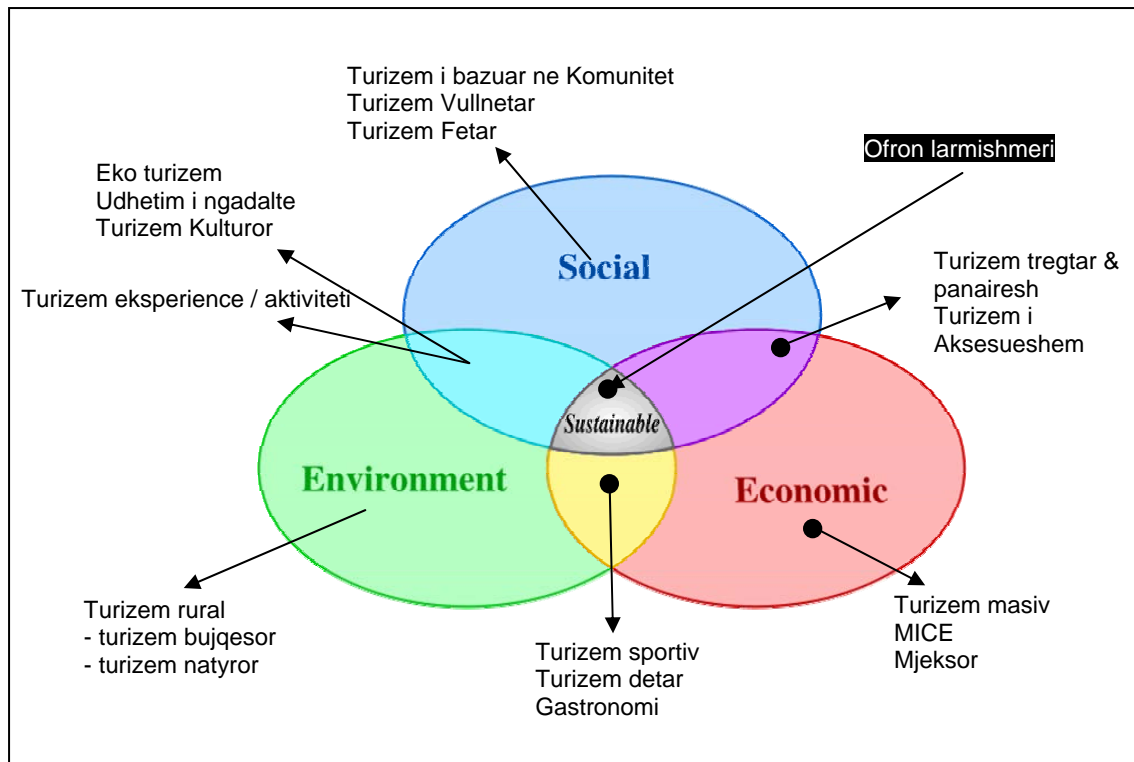 Turizem i bazuar ne Komunitet
Turizem Vullnetar
Turizem Fetar
Ofron larmishmeri
Eko turizem
Udhetim i ngadalte
Turizem Kulturor
Turizem eksperience / aktiviteti
Social
Turizem tregtar &
panairesh
Turizem i
Aksesueshem
Sustainable
Environment
Economic
Turizem rural
- turizem bujqesor
- turizem natyror
Turizem sportiv
Turizem detar
Gastronomi
Turizem masiv
MICE
Mjeksor